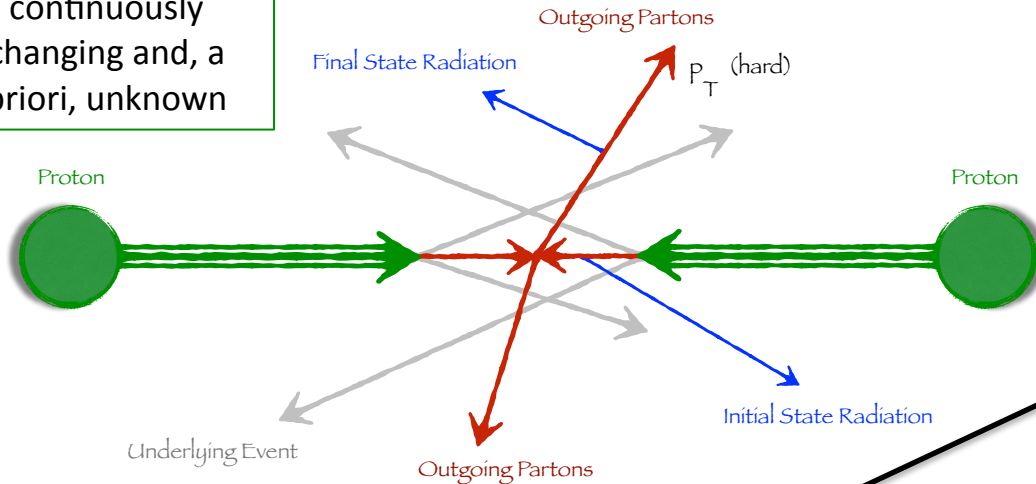 continuously
changing and, a
priori, unknown
Outgoing Partons
Final State Radiation
P_T (hard)
Proton
Proton
Initial State Radiation
Underlying Event
Outgoing Partons